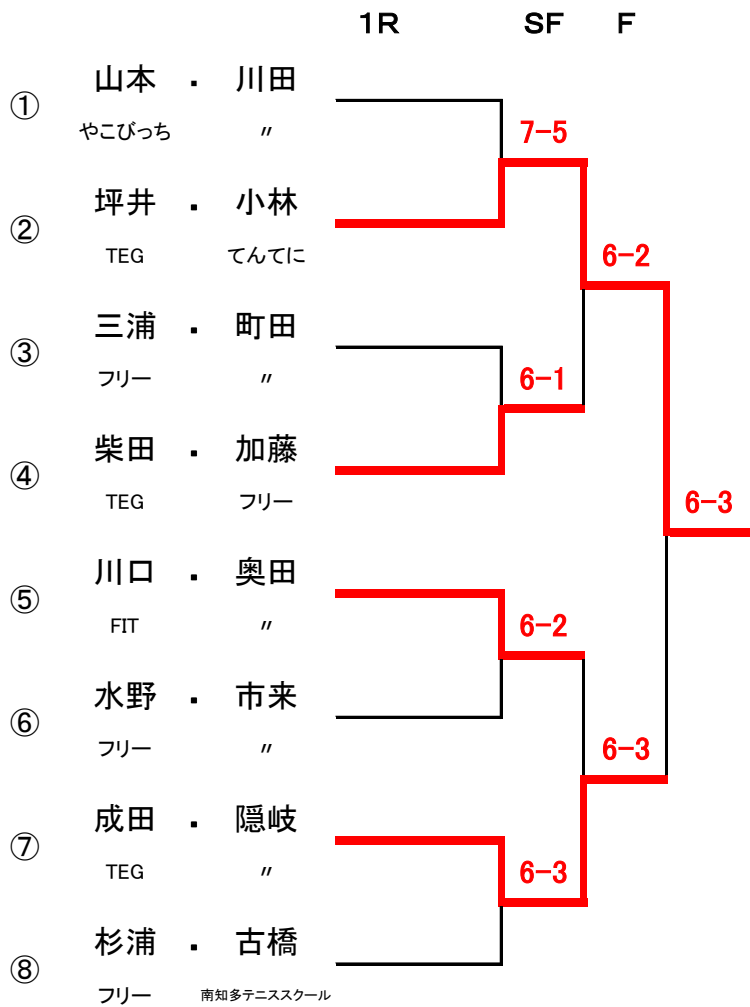 1R SF F
① 山本 ・ 川田
やこびっち 〃
7-5
② 坪井 ・ 小林
TEG てんてに
6-2
③ 三浦 ・ 町田
フリー 〃
6-1
④ 柴田 ・ 加藤
TEG フリー
6-3
⑤ 川口 ・ 奥田
FIT 〃
6-2
⑥ 水野 ・ 市来
フリー 〃
6-3
⑦ 成田 ・ 隠岐
TEG 〃
6-3
⑧ 杉浦 ・ 古橋
フリー 南知多テニススクール